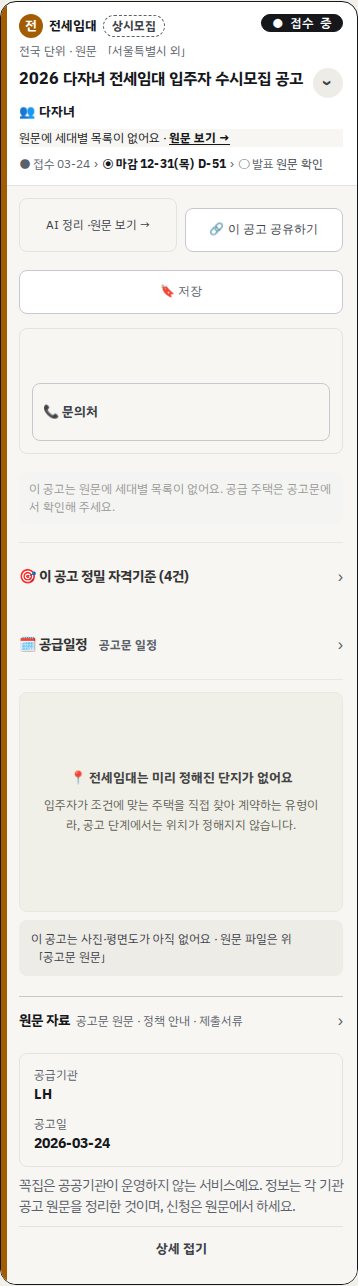 전 전세임대 상시모집 ● 접수 중
전국 단위 · 원문 「서울특별시 외」
2026 다자녀 전세임대 입주자 수시모집 공고
👥 다자녀
원문에 세대별 목록이 없어요 · 원문 보기 →
● 접수 03-24 › ◉ 마감 12-31(목) D-51 › ○ 발표 원문 확인
AI 정리 ·원문 보기 →
🔗 이 공고 공유하기
🔖 저장
📞 문의처
이 공고는 원문에 세대별 목록이 없어요. 공급 주택은 공고문에
서 확인해 주세요.
🎯 이 공고 정밀 자격기준 (4건) ›
🗓️ 공급일정 공고문 일정 ›
📍 전세임대는 미리 정해진 단지가 없어요
입주자가 조건에 맞는 주택을 직접 찾아 계약하는 유형이
라, 공고 단계에서는 위치가 정해지지 않습니다.
이 공고는 사진·평면도가 아직 없어요 · 원문 파일은 위
「공고문 원문」
원문 자료 공고문 원문 · 정책 안내 · 제출서류 ›
공급기관
LH
공고일
2026-03-24
꼭집은 공공기관이 운영하지 않는 서비스예요. 정보는 각 기관
공고 원문을 정리한 것이며, 신청은 원문에서 하세요.
상세 접기